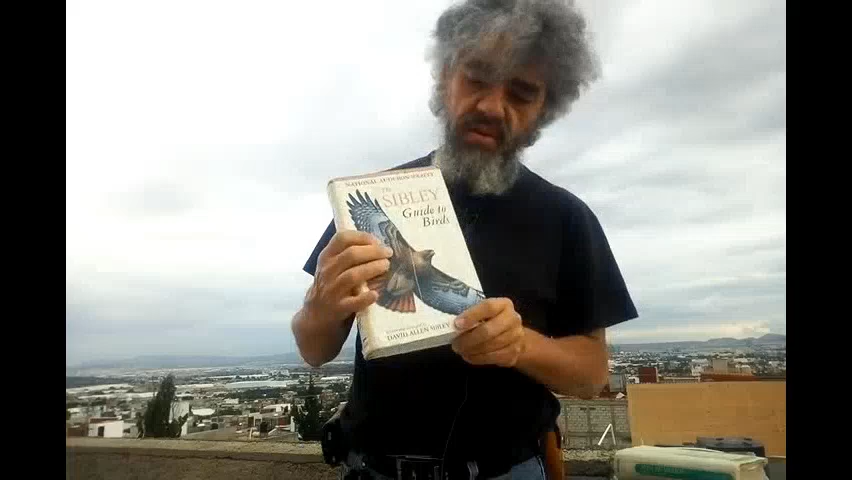 NATIONAL AUDUBON SOCIETY
The
SIBLEY
Guide to
Birds
DAVID ALLEN SIBLEY